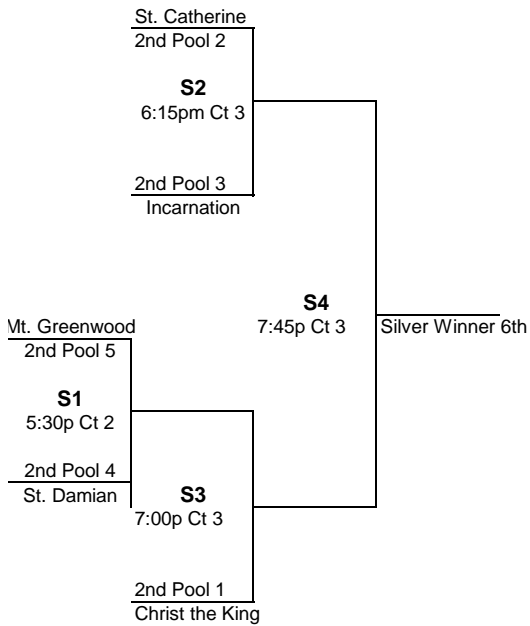 St. Catherine
2nd Pool 2
S2
6:15pm Ct 3
2nd Pool 3
Incarnation
S4
7:45p Ct 3
Silver Winner 6th
Mt. Greenwood
2nd Pool 5
S1
5:30p Ct 2
2nd Pool 4
St. Damian
S3
7:00p Ct 3
2nd Pool 1
Christ the King